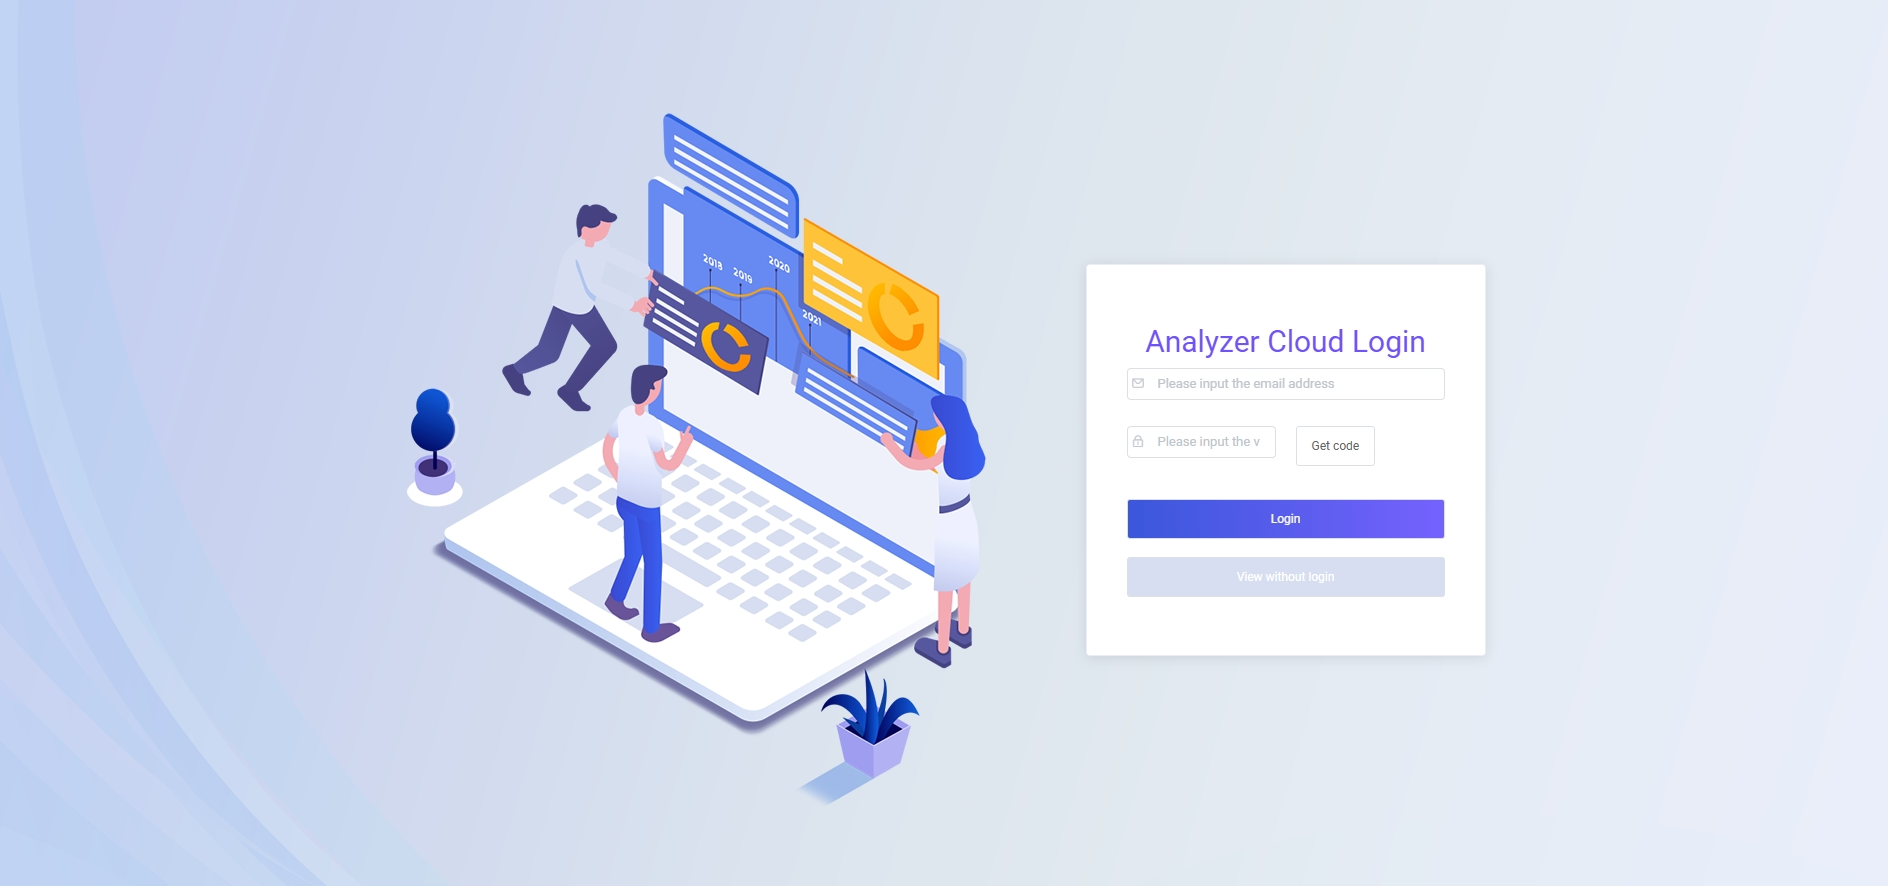 2018
2019
2020
2021
Analyzer Cloud Login
Please input the email address
Please input the v
Get code
Login
View without login